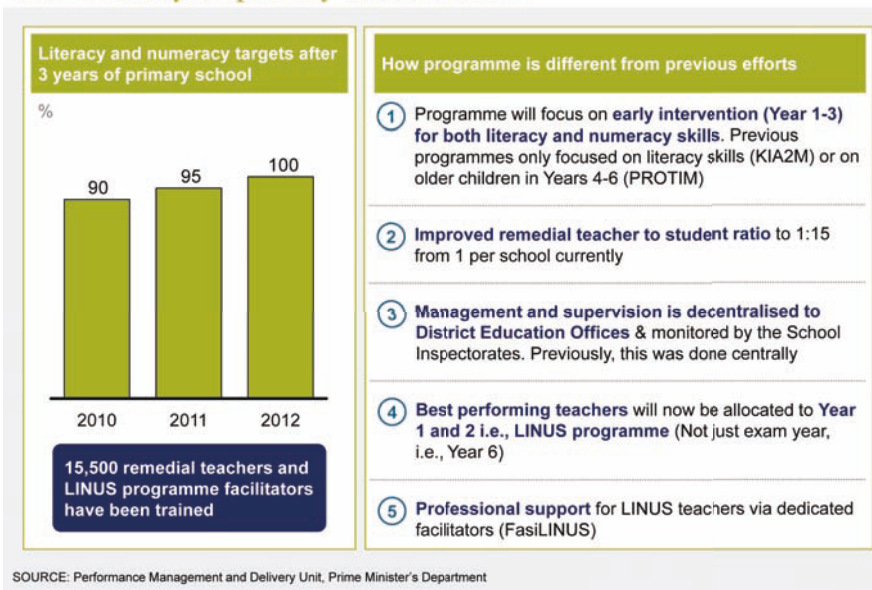 Literacy and numeracy targets after
3 years of primary school
%
90
95
100
2010
2011
2012
15,500 remedial teachers and
LINUS programme facilitators
have been trained
How programme is different from previous efforts
1 Programme will focus on early intervention (Year 1-3)
for both literacy and numeracy skills. Previous
programmes only focused on literacy skills (KIA2M) or on
older children in Years 4-6 (PROTIM)
2 Improved remedial teacher to student ratio to 1:15
from 1 per school currently
3 Management and supervision is decentralised to
District Education Offices & monitored by the School
Inspectorates. Previously, this was done centrally
4 Best performing teachers will now be allocated to Year
1 and 2 i.e., LINUS programme (Not just exam year,
i.e., Year 6)
5 Professional support for LINUS teachers via dedicated
facilitators (FasiLINUS)
SOURCE: Performance Management and Delivery Unit, Prime Minister's Department